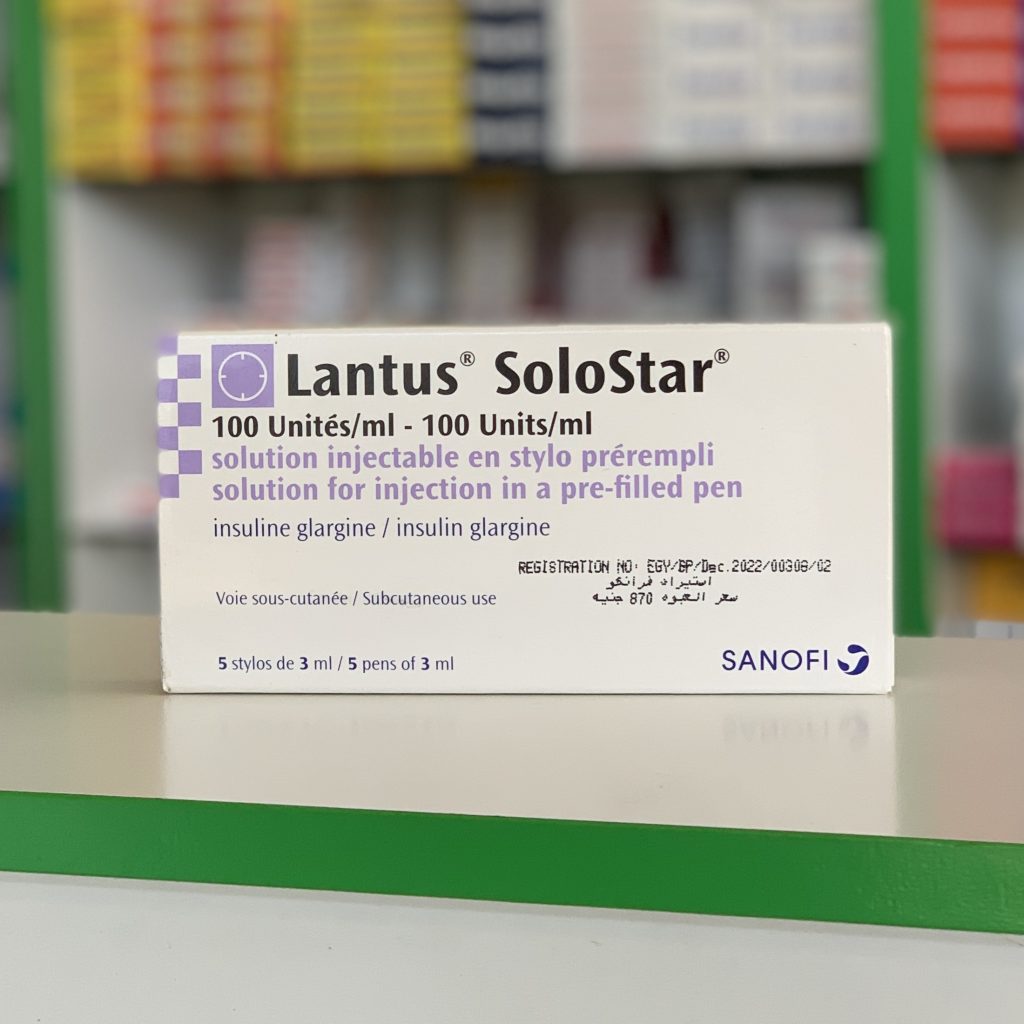 Lantus® SoloStar®
100 Unités/ml - 100 Units/ml
solution injectable en stylo prérempli
solution for injection in a pre-filled pen
insuline glargine / insulin glargine
REGISTRATION NO: EGY/BP/Dec.2022/00308/02
استيراد فرانكو
سعر العبوه 870 جنيه
Voie sous-cutanée / Subcutaneous use
5 stylos de 3 ml / 5 pens of 3 ml
SANOFI